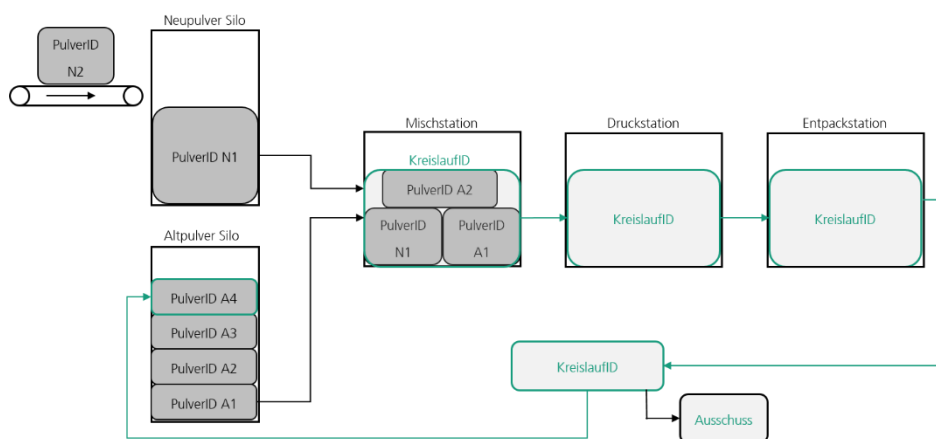 Neupulver Silo
PulverID
N2
PulverID N1
Mischstation
KreislaufID
PulverID A2
PulverID
N1
PulverID
A1
Druckstation
KreislaufID
Entpackstation
KreislaufID
Altpulver Silo
PulverID A4
PulverID A3
PulverID A2
PulverID A1
KreislaufID
Ausschuss